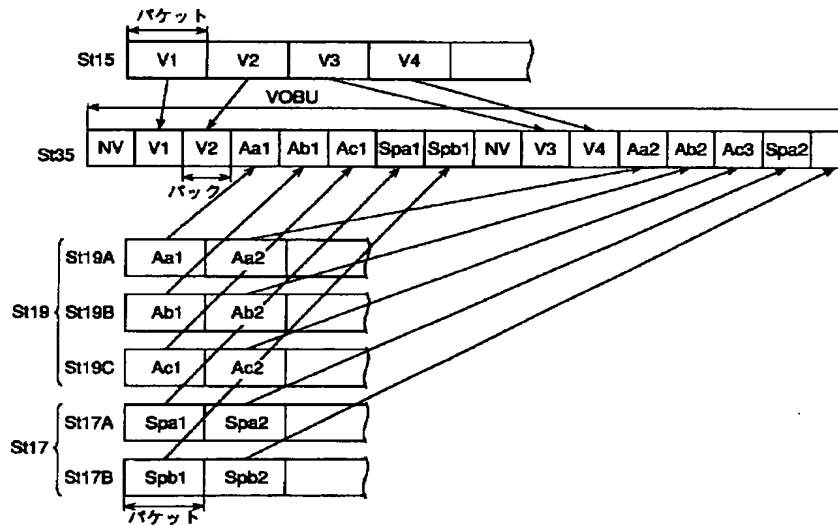 パケット
St15 V1 V2 V3 V4
VOBU
St35 NV V1 V2 Aa1 Ab1 Ac1 Spa1 Spb1 NV V3 V4 Aa2 Ab2 Ac3 Spa2
パック
St19
St19A Aa1 Aa2
St19B Ab1 Ab2
St19C Ac1 Ac2
St17
St17A Spa1 Spa2
St17B Spb1 Spb2
パケット